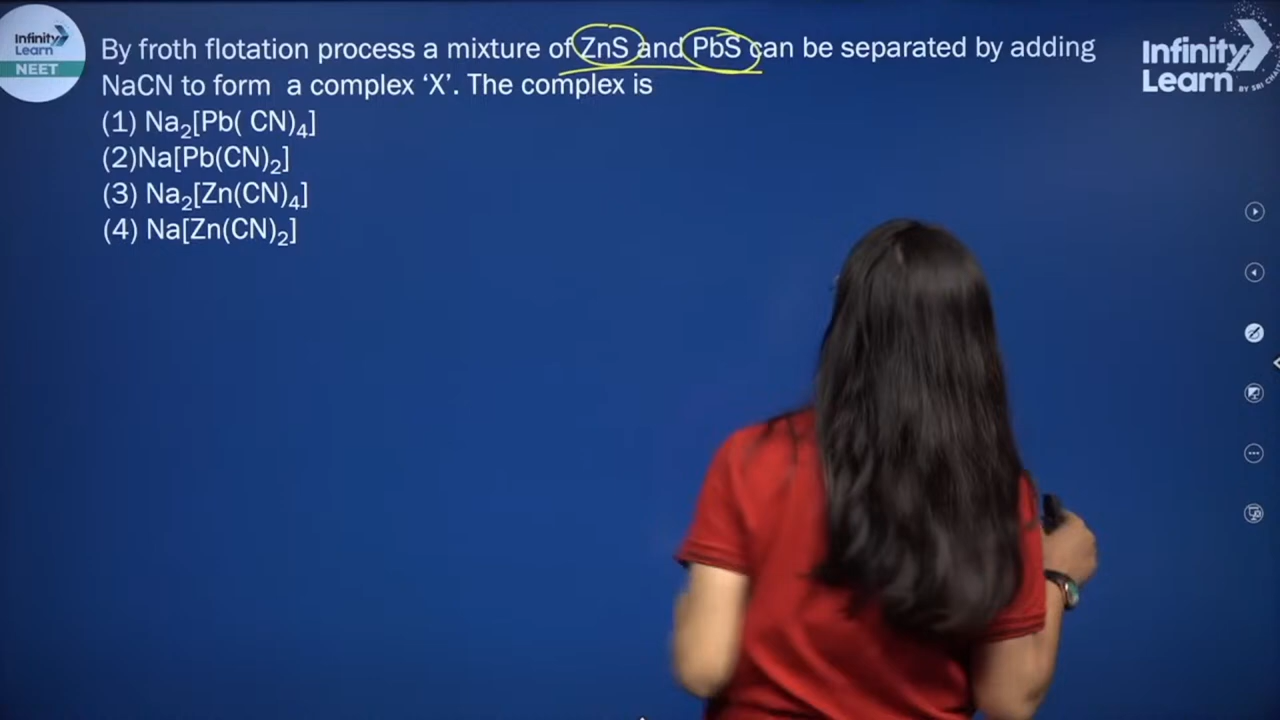 Infinity
Learn
NEET
By froth flotation process a mixture of ZnS and PbS can be separated by adding
NaCN to form a complex ‘X’. The complex is
(1) Na₂[Pb( CN)₄]
(2)Na[Pb(CN)₂]
(3) Na₂[Zn(CN)₄]
(4) Na[Zn(CN)₂]
Infinity
Learn
BY SRI